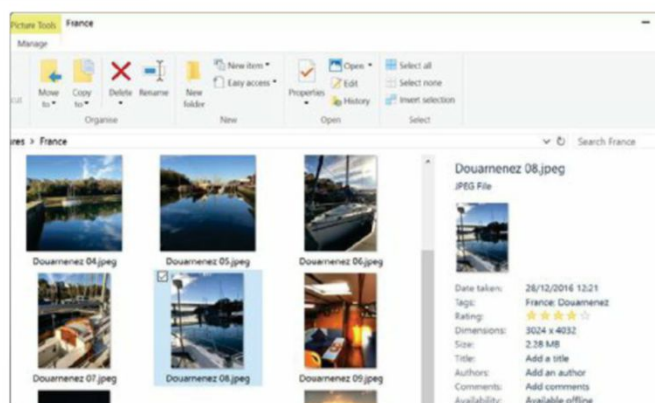 Picture Tools France
Manage
Move to
Copy to
Delete
Rename
New folder
New item
Easy access
Properties
Open
Edit
History
Select all
Select none
Invert selection
Organise
New
Open
Select
> France
Search France
Douarnenez 04.jpeg
Douarnenez 05.jpeg
Douarnenez 06.jpeg
Douarnenez 07.jpeg
Douarnenez 08.jpeg
Douarnenez 09.jpeg
Douarnenez 08.jpeg
JPEG File
Date taken: 26/12/2016 12:21
Tags: France; Douarnenez
Rating:
Dimensions: 3024 x 4032
Size: 2.28 MB
Title: Add a title
Authors: Add an author
Comments: Add comments
Availability: Available offline